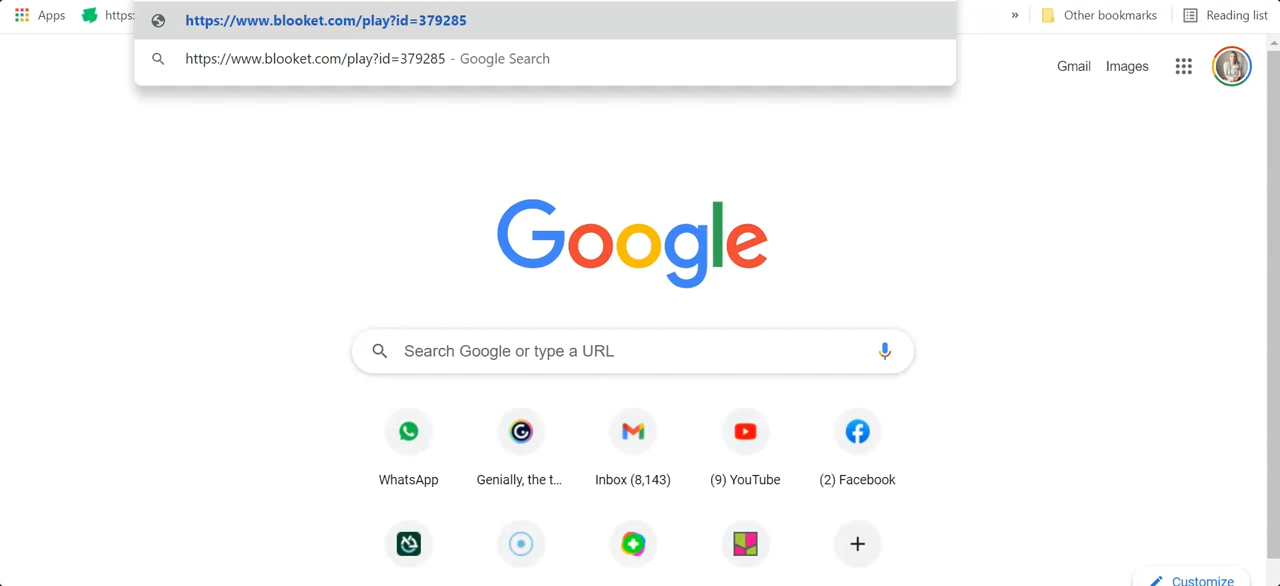 Apps
https:
https://www.blooket.com/play?id=379285
https://www.blooket.com/play?id=379285 - Google Search
»
Other bookmarks
Reading list
Gmail
Images
Google
Search Google or type a URL
WhatsApp
Genially, the t...
Inbox (8,143)
(9) YouTube
(2) Facebook
Customize